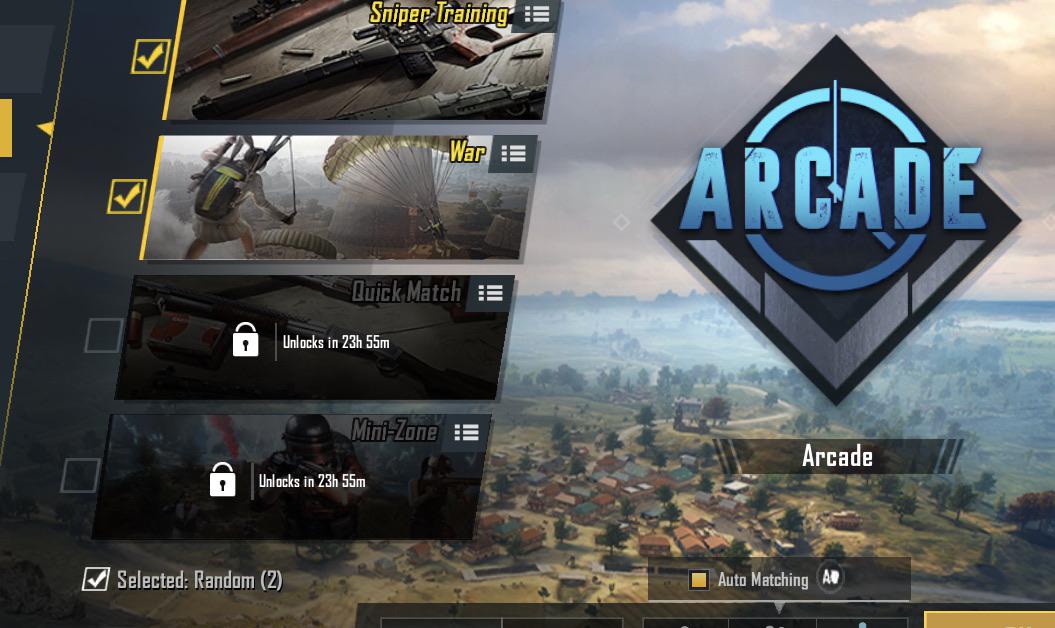 Sniper Training
War
Quick Match
Unlocks in 23h 55m
Mini-Zone
Unlocks in 23h 55m
Selected: Random (2)
ARCADE
Arcade
Auto Matching